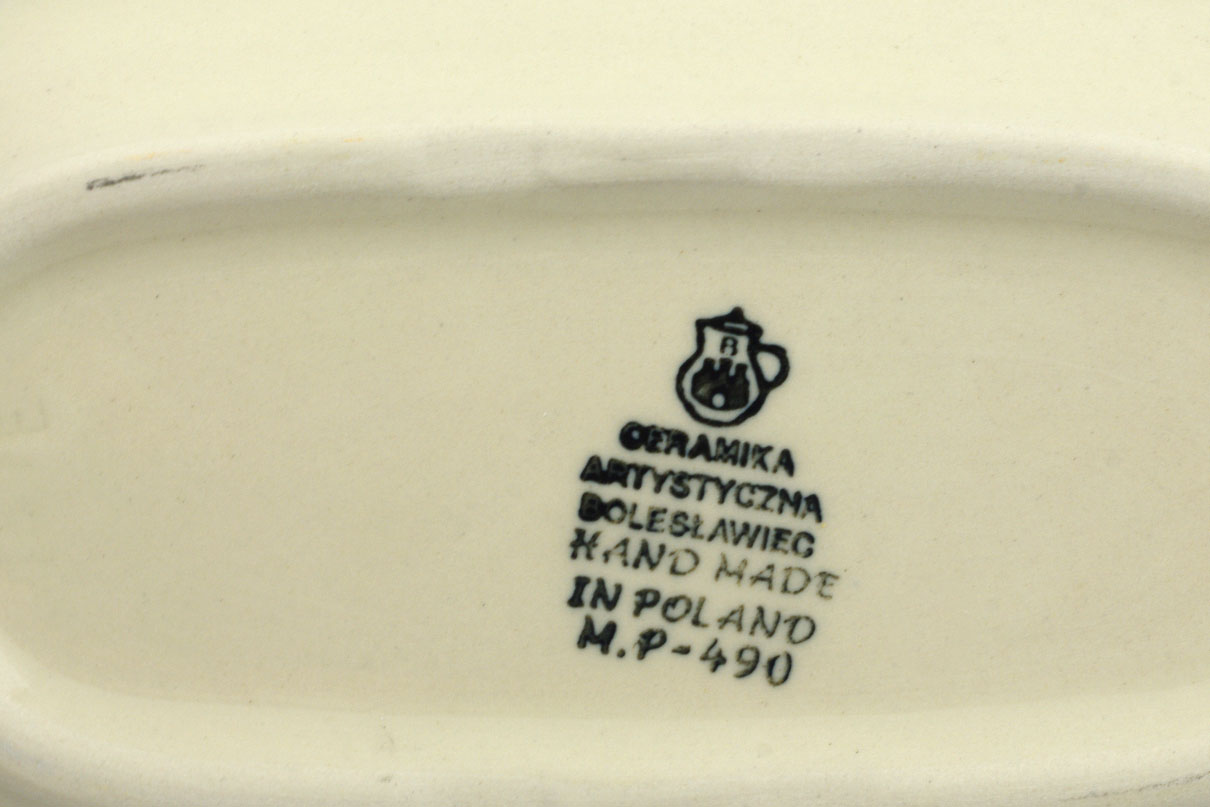 B
CERAMIKA
ARTYSTYCZNA
BOLESŁAWIEC
HAND MADE
IN POLAND
M.P-490